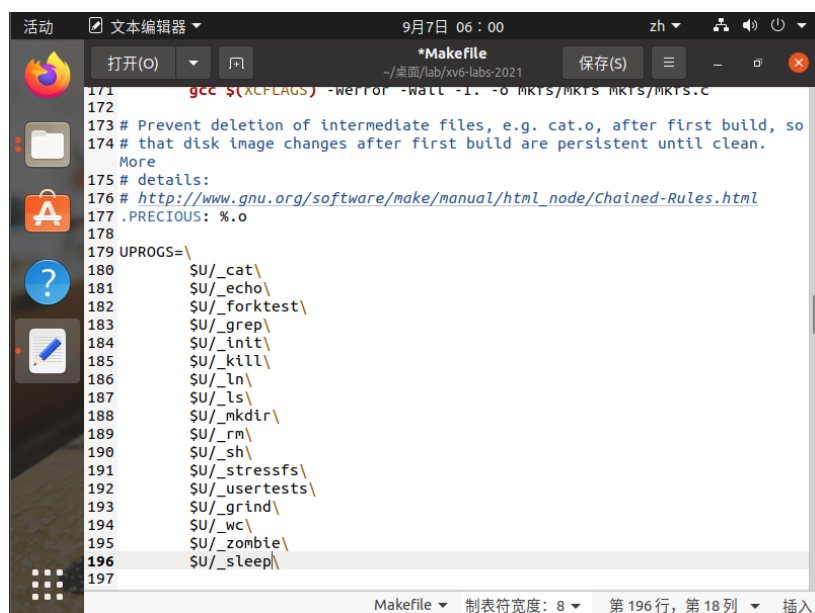 活动 文本编辑器 9月7日 06：00 zh
打开(O) *Makefile 保存(S)
~/桌面/lab/xv6-labs-2021
171 gcc $(XCFLAGS) -Werror -Wall -I. -o mkfs/mkfs mkfs/mkfs.c
172
173 # Prevent deletion of intermediate files, e.g. cat.o, after first build, so
174 # that disk image changes after first build are persistent until clean.
More
175 # details:
176 # http://www.gnu.org/software/make/manual/html_node/Chained-Rules.html
177 .PRECIOUS: %.o
178
179 UPROGS=\
180 $U/_cat\
181 $U/_echo\
182 $U/_forktest\
183 $U/_grep\
184 $U/_init\
185 $U/_kill\
186 $U/_ln\
187 $U/_ls\
188 $U/_mkdir\
189 $U/_rm\
190 $U/_sh\
191 $U/_stressfs\
192 $U/_usertests\
193 $U/_grind\
194 $U/_wc\
195 $U/_zombie\
196 $U/_sleep\
197
Makefile 制表符宽度：8 第 196 行，第 18 列 插入